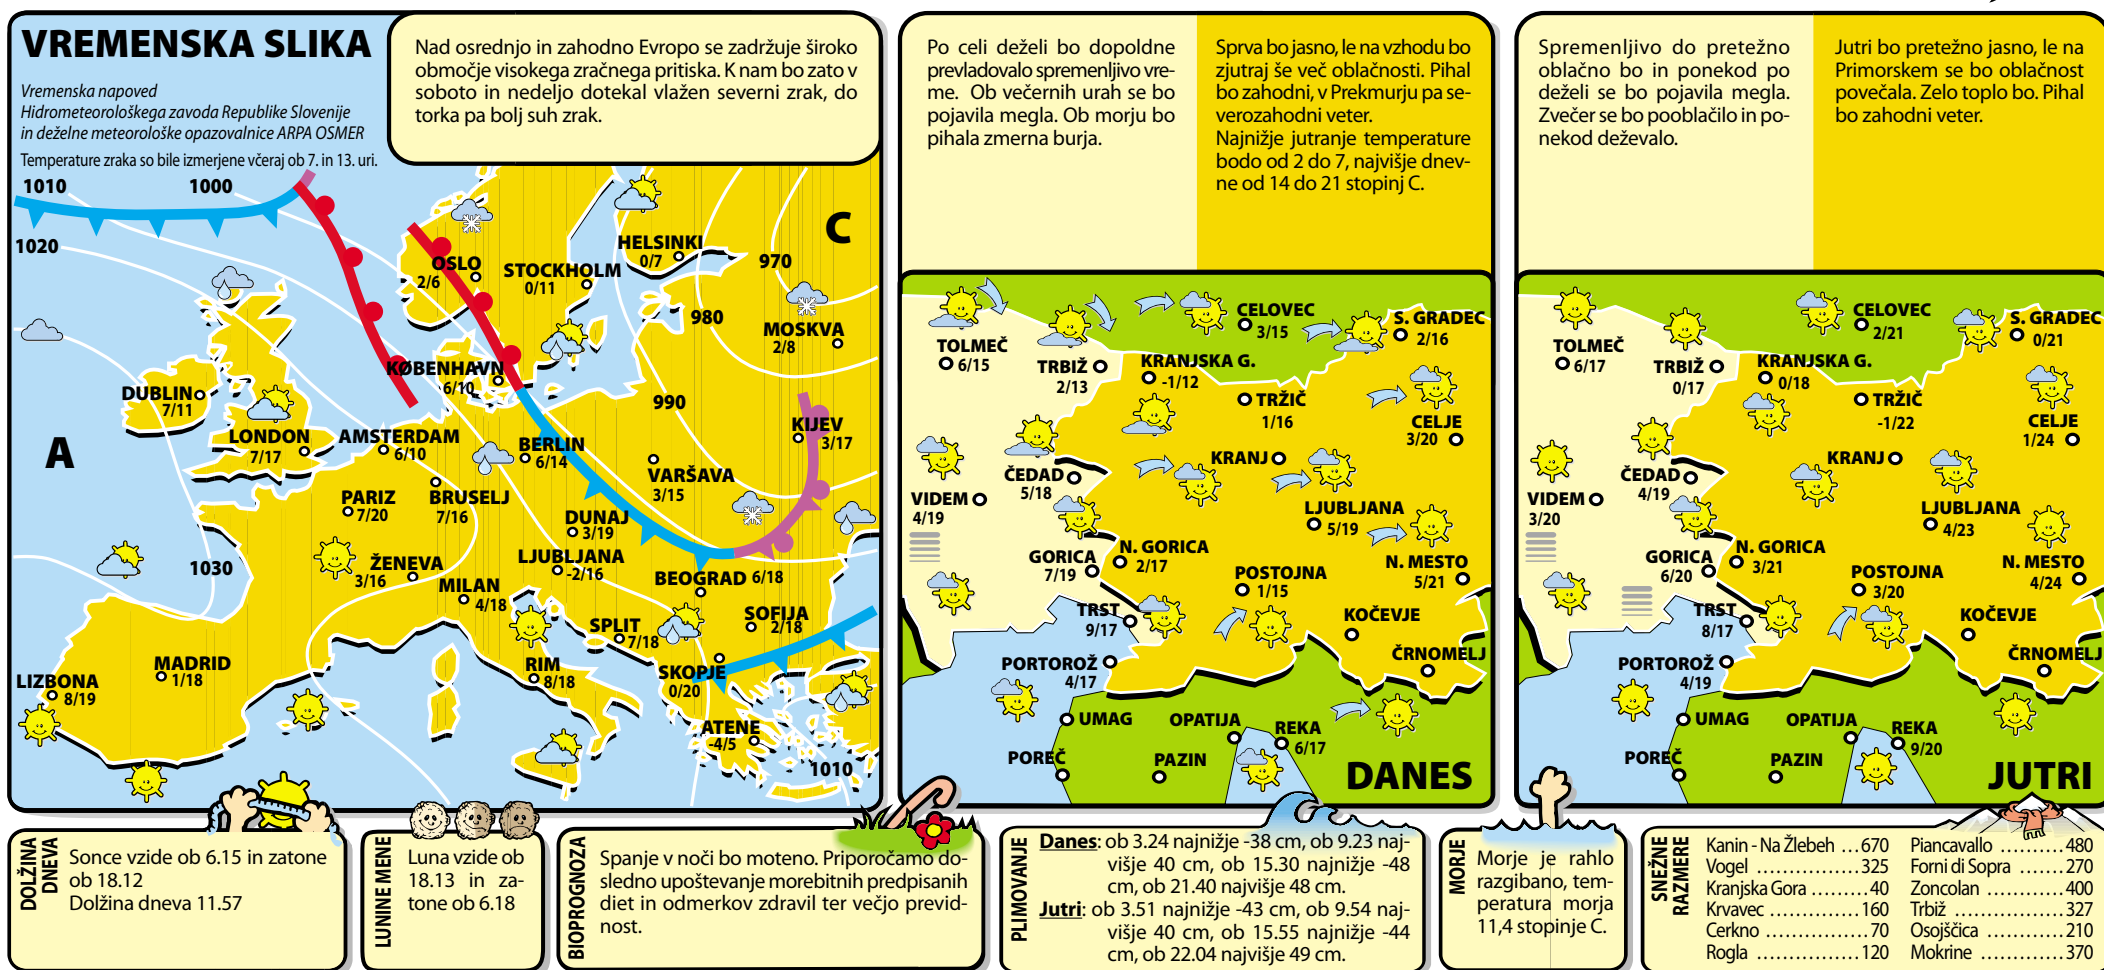 VREMENSKA SLIKA
Vremenska napoved
Hidrometeorološkega zavoda Republike Slovenije
in deželne meteorološke opazovalnice ARPA OSMER
Temperature zraka so bile izmerjene včeraj ob 7. in 13. uri.
Nad osrednjo in zahodno Evropo se zadržuje široko
območje visokega zračnega pritiska. K nam bo zato v
soboto in nedeljo dotekal vlažen severni zrak, do
torka pa bolj suh zrak.
1010
1000
1020
C
HELSINKI
0/7
970
OSLO
2/6
STOCKHOLM
0/11
980
MOSKVA
2/8
KØBENHAVN
6/10
DUBLIN
7/11
990
KIJEV
3/17
A
LONDON
7/17
AMSTERDAM
6/10
BERLIN
6/14
VARŠAVA
3/15
PARIZ
7/20
BRUSELJ
7/16
DUNAJ
3/19
1030
ŽENEVA
3/16
LJUBLJANA
-2/16
MILAN
4/18
BEOGRAD 6/18
SOFIJA
2/18
SPLIT
7/18
MADRID
1/18
RIM
8/18
SKOPJE
0/20
LIZBONA
8/19
ATENE
-4/5
1010
Po celi deželi bo dopoldne
prevladovalo spremenljivo vre-
me. Ob večernih urah se bo
pojavila megla. Ob morju bo
pihala zmerna burja.
Sprva bo jasno, le na vzhodu bo
zjutraj še več oblačnosti. Pihal
bo zahodni, v Prekmurju pa se-
verozahodni veter.
Najnižje jutranje temperature
bodo od 2 do 7, najvišje dnev-
ne od 14 do 21 stopinj C.
CELOVEC
3/15
S. GRADEC
2/16
TOLMEČ
6/15
TRBIŽ
2/13
KRANJSKA G.
-1/12
TRŽIČ
1/16
CELJE
3/20
ČEDAD
5/18
KRANJ
VIDEM
4/19
LJUBLJANA
5/19
GORICA
7/19
N. GORICA
2/17
POSTOJNA
1/15
N. MESTO
5/21
TRST
9/17
KOČEVJE
PORTOROŽ
4/17
ČRNOMELJ
UMAG
OPATIJA
REKA
6/17
POREČ
PAZIN
DANES
Spremenljivo do pretežno
oblačno bo in ponekod po
deželi se bo pojavila megla.
Zvečer se bo pooblačilo in po-
nekod deževalo.
Jutri bo pretežno jasno, le na
Primorskem se bo oblačnost
povečala. Zelo toplo bo. Pihal
bo zahodni veter.
CELOVEC
2/21
S. GRADEC
0/21
TOLMEČ
6/17
TRBIŽ
0/17
KRANJSKA G.
0/18
TRŽIČ
-1/22
CELJE
1/24
ČEDAD
4/19
KRANJ
VIDEM
3/20
LJUBLJANA
4/23
GORICA
6/20
N. GORICA
3/21
POSTOJNA
3/20
N. MESTO
4/24
TRST
8/17
KOČEVJE
PORTOROŽ
4/19
ČRNOMELJ
UMAG
OPATIJA
REKA
9/20
POREČ
PAZIN
JUTRI
DOLŽINA
DNEVA
Sonce vzide ob 6.15 in zatone
ob 18.12
Dolžina dneva 11.57
LUNINE MENE
Luna vzide ob
18.13 in za-
tone ob 6.18
BIOPROGNOZA
Spanje v noči bo moteno. Priporočamo do-
sledno upoštevanje morebitnih predpisanih
diet in odmerkov zdravil ter večjo previd-
nost.
PLIMOVANJE
Danes: ob 3.24 najnižje -38 cm, ob 9.23 naj-
višje 40 cm, ob 15.30 najnižje -48
cm, ob 21.40 najvišje 48 cm.
Jutri: ob 3.51 najnižje -43 cm, ob 9.54 naj-
višje 40 cm, ob 15.55 najnižje -44
cm, ob 22.04 najvišje 49 cm.
MORJE
Morje je rahlo
razgibano, tem-
peratura morja
11,4 stopinje C.
SNEŽNE
RAZMERE
Kanin - Na Žlebeh ...670
Vogel ....................325
Kranjska Gora .........40
Krvavec ................160
Cerkno ...................70
Rogla ...................120
Piancavallo ..........480
Forni di Sopra .......270
Zoncolan ............400
Trbiž ...................327
Osojščica ............210
Mokrine ..............370